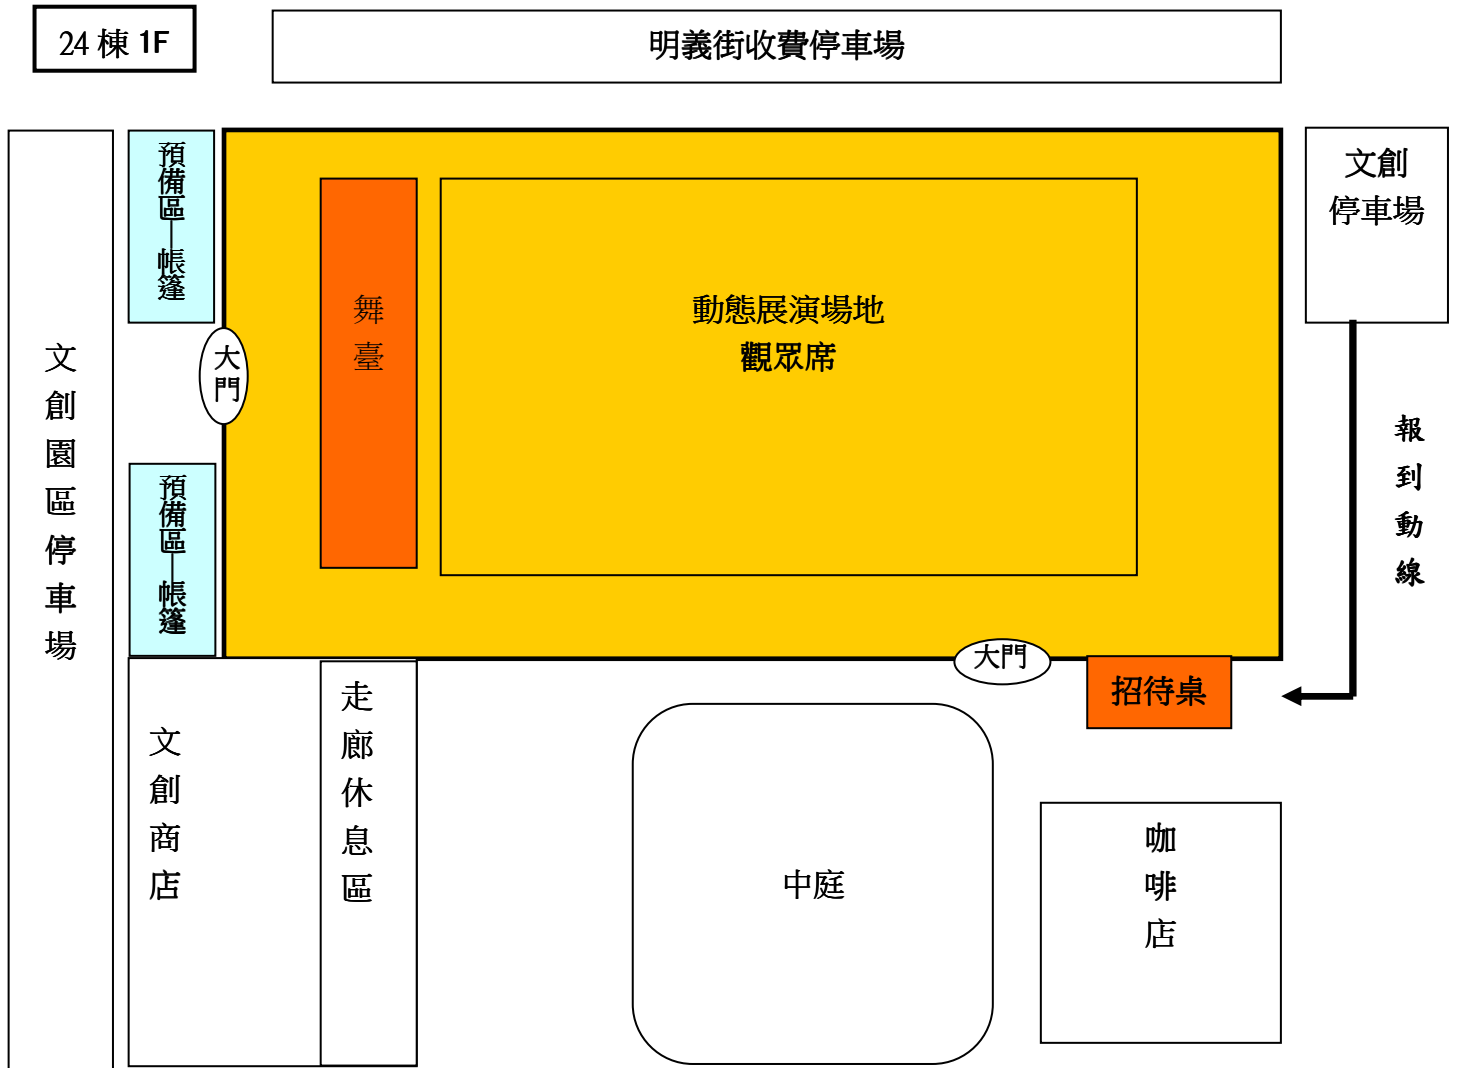 24棟 1F
明義街收費停車場
文創園區停車場
預備區—帳篷
大門
預備區—帳篷
舞臺
動態展演場地
觀眾席
文創
停車場
報到動線
大門
招待桌
文創商店
走廊休息區
中庭
咖啡店